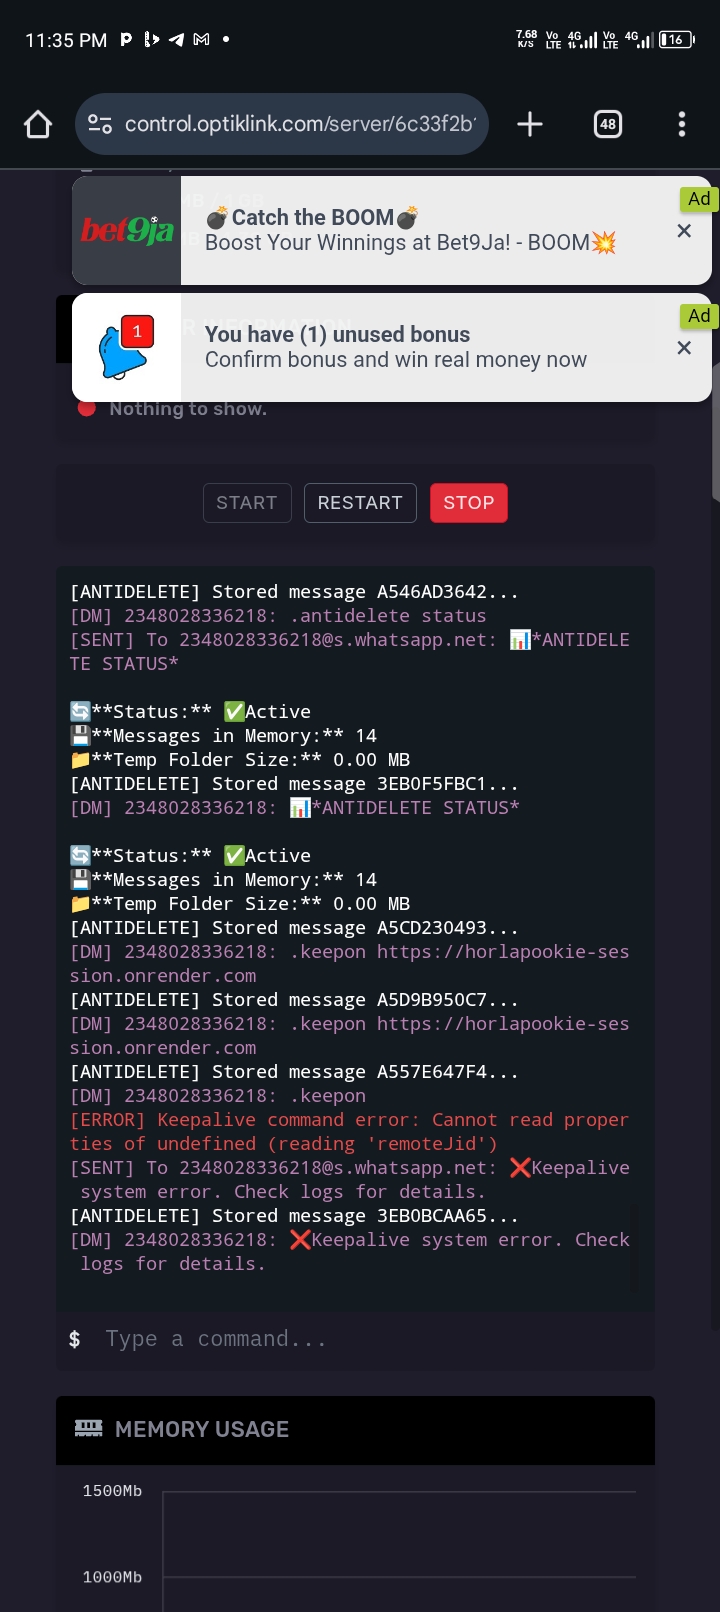 11:35 PM
7.68 K/S Vo LTE 4G Vo LTE 4G 16
control.optiklink.com/server/6c33f2b
48
bet9ja
💣Catch the BOOM💣
Boost Your Winnings at Bet9Ja! - BOOM💥
Ad
1
You have (1) unused bonus
Confirm bonus and win real money now
Ad
Nothing to show.
START RESTART STOP
[ANTIDELETE] Stored message A546AD3642...
[DM] 2348028336218: .antidelete status
[SENT] To 2348028336218@s.whatsapp.net: 📊*ANTIDELE
TE STATUS*
🔄**Status:** ✅Active
💾**Messages in Memory:** 14
📁**Temp Folder Size:** 0.00 MB
[ANTIDELETE] Stored message 3EB0F5FBC1...
[DM] 2348028336218: 📊*ANTIDELETE STATUS*
🔄**Status:** ✅Active
💾**Messages in Memory:** 14
📁**Temp Folder Size:** 0.00 MB
[ANTIDELETE] Stored message A5CD230493...
[DM] 2348028336218: .keepon https://horlapookie-ses
sion.onrender.com
[ANTIDELETE] Stored message A5D9B950C7...
[DM] 2348028336218: .keepon https://horlapookie-ses
sion.onrender.com
[ANTIDELETE] Stored message A557E647F4...
[DM] 2348028336218: .keepon
[ERROR] Keepalive command error: Cannot read proper
ties of undefined (reading 'remoteJid')
[SENT] To 2348028336218@s.whatsapp.net: ❌Keepalive
system error. Check logs for details.
[ANTIDELETE] Stored message 3EB0BCAA65...
[DM] 2348028336218: ❌Keepalive system error. Check
logs for details.
$ Type a command...
MEMORY USAGE
1500Mb
1000Mb